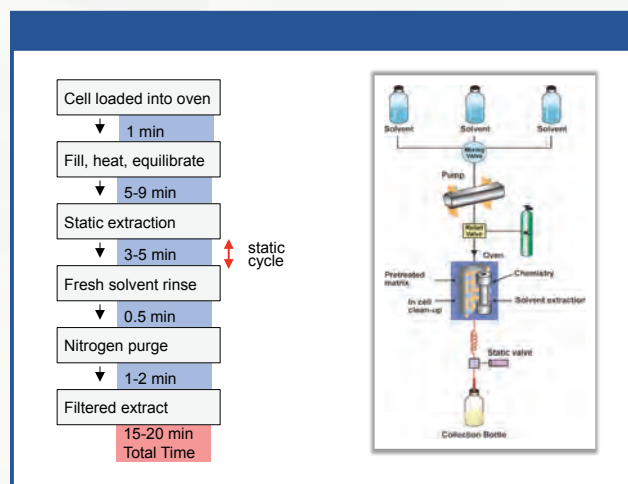 Cell loaded into oven
1 min
Fill, heat, equilibrate
5-9 min
Static extraction
3-5 min
static
cycle
Fresh solvent rinse
0.5 min
Nitrogen purge
1-2 min
Filtered extract
15-20 min
Total Time
Solvent
Solvent
Solvent
Mixing
Valve
Pump
Relief
Valve
Oven
Pretreated
matrix
Chemistry
In cell
clean-up
Solvent extraction
Static valve
Collection Bottle